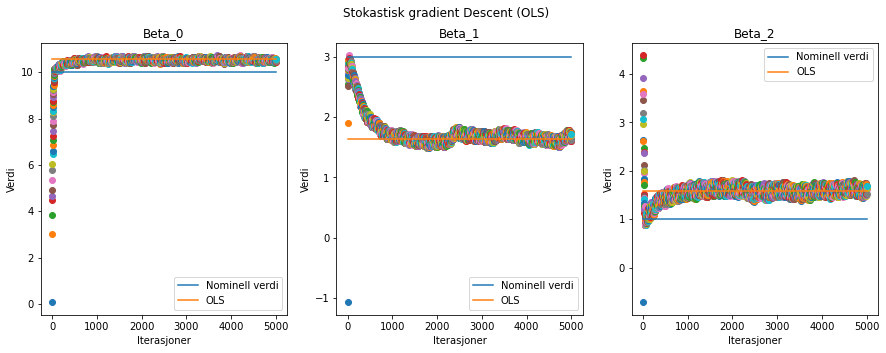 Stokastisk gradient Descent (OLS)
Beta_0
10
8
6
4
2
0
Verdi
Nominell verdi
OLS
0 1000 2000 3000 4000 5000
Iterasjoner
Beta_1
3
2
1
0
−1
Verdi
Nominell verdi
OLS
0 1000 2000 3000 4000 5000
Iterasjoner
Beta_2
4
3
2
1
0
Verdi
Nominell verdi
OLS
0 1000 2000 3000 4000 5000
Iterasjoner